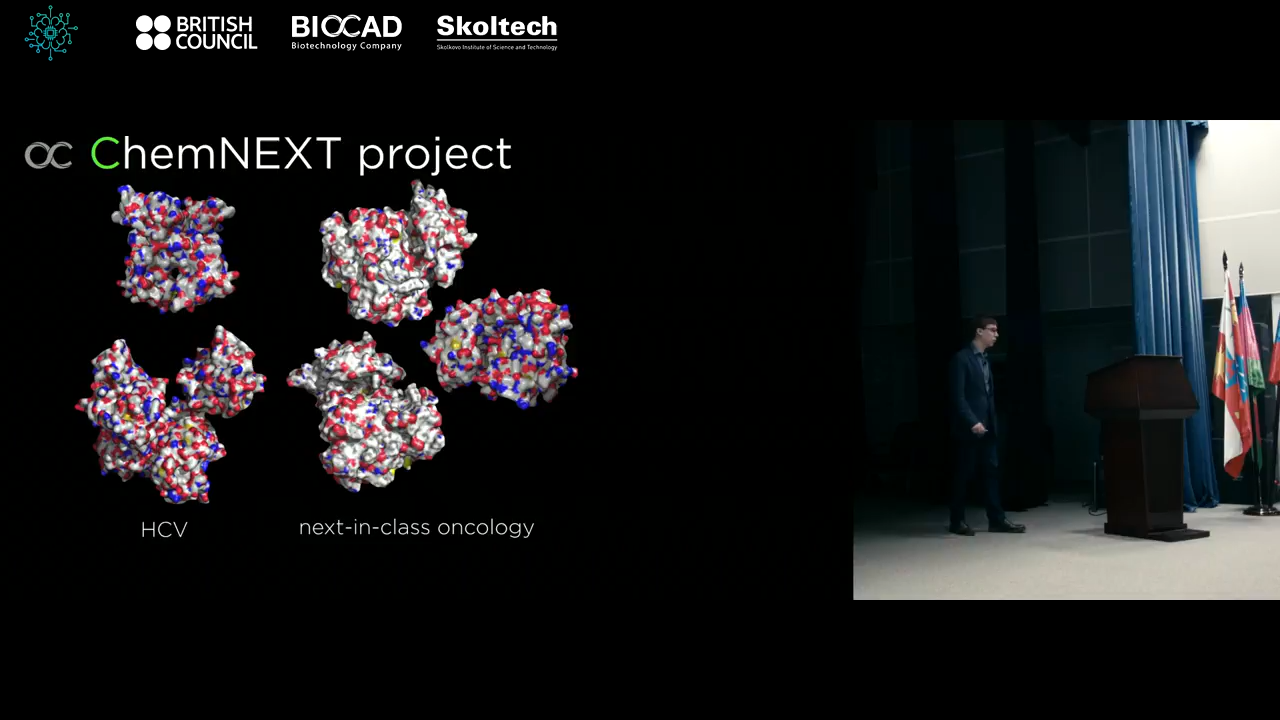 BRITISH
COUNCIL
BIOCAD
Biotechnology Company
Skoltech
Skolkovo Institute of Science and Technology
ChemNEXT project
HCV
next-in-class oncology